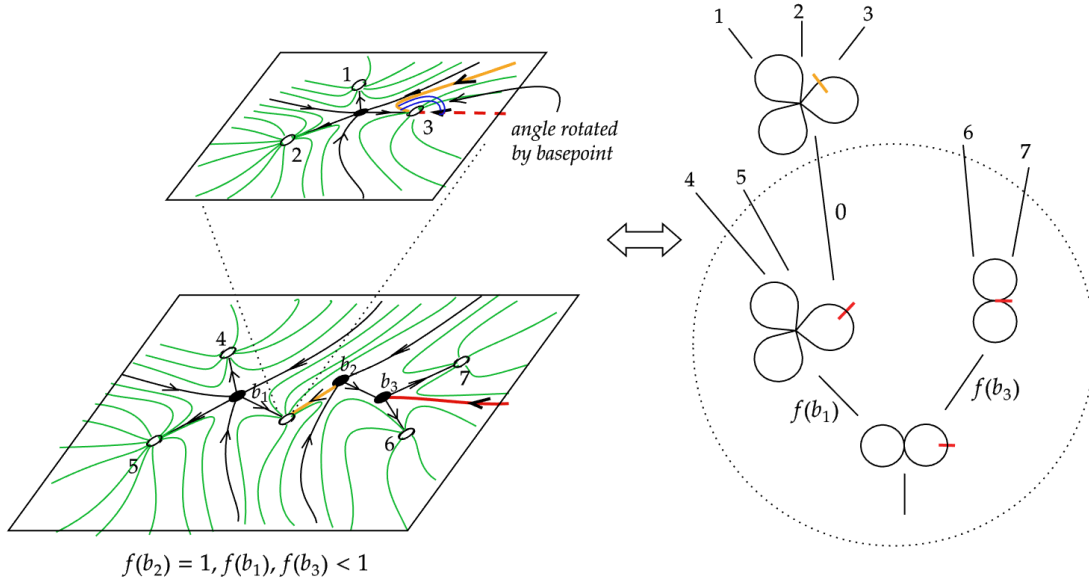 1
2
3
angle rotated
by basepoint
4
b₁
b₂
b₃
5
6
7
f(b₂) = 1, f(b₁), f(b₃) < 1
1
2
3
4
5
0
6
7
f(b₁)
f(b₃)